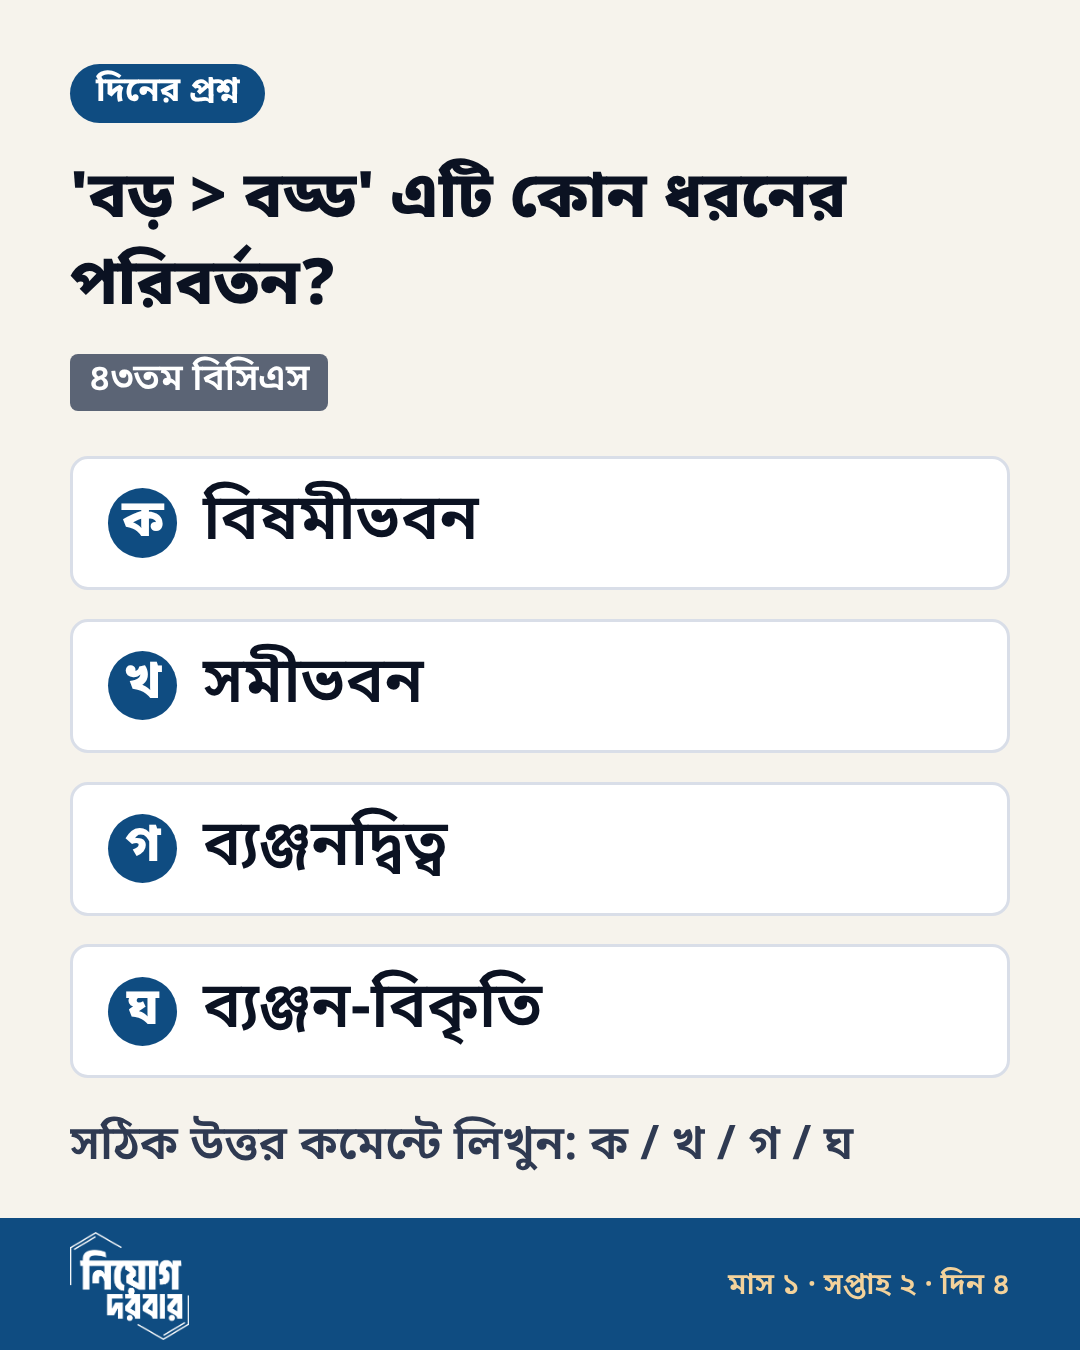 দিনের প্রশ্ন
'বড় > বড্ড' এটি কোন ধরনের
পরিবর্তন?
৪৩তম বিসিএস
ক বিষমীভবন
খ সমীভবন
গ ব্যঞ্জনদ্বিত্ব
ঘ ব্যঞ্জন-বিকৃতি
সঠিক উত্তর কমেন্টে লিখুন: ক / খ / গ / ঘ
নিয়োগ
দরবার
মাস ১ · সপ্তাহ ২ · দিন ৪